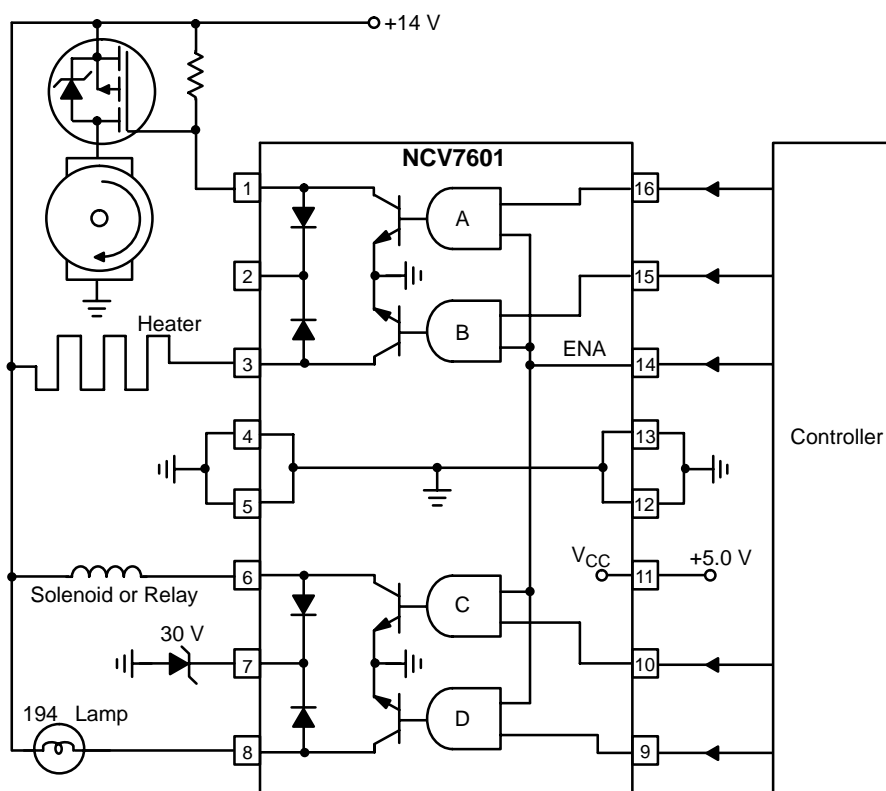 +14 V
NCV7601
1
16
A
2
15
B
Heater
ENA
3
14
4
13
Controller
5
12
VCC
+5.0 V
6
11
Solenoid or Relay
C
30 V
7
10
194 Lamp
D
8
9